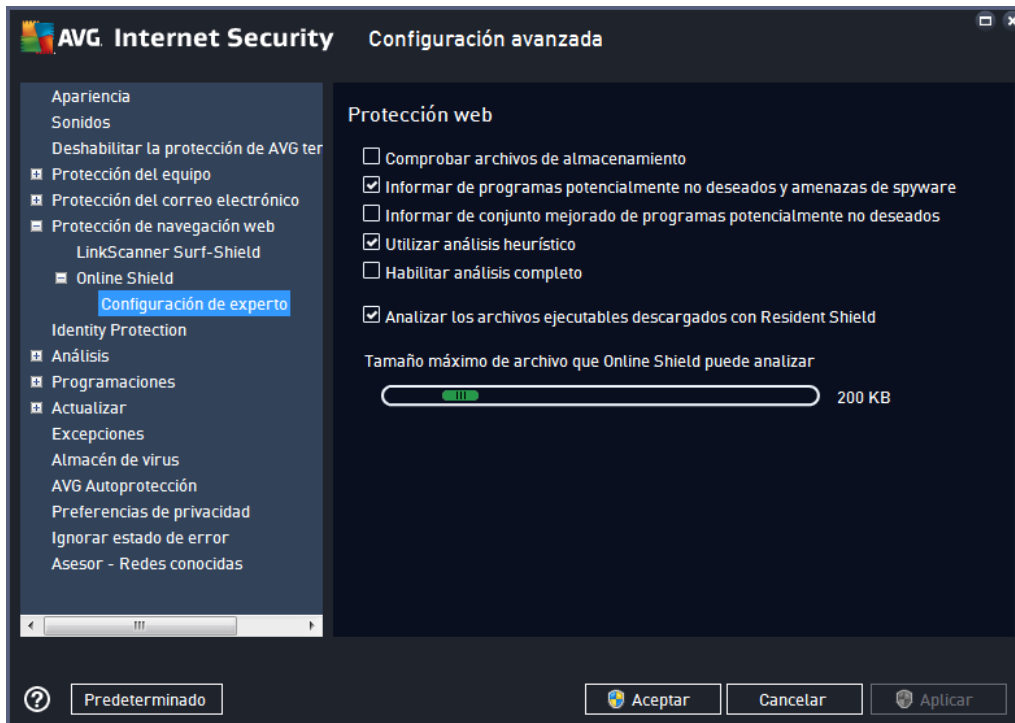 AVG. Internet Security
Configuración avanzada
Apariencia
Sonidos
Deshabilitar la protección de AVG ter
Protección del equipo
Protección del correo electrónico
Protección de navegación web
LinkScanner Surf-Shield
Online Shield
Configuración de experto
Identity Protection
Análisis
Programaciones
Actualizar
Excepciones
Almacén de virus
AVG Autoprotección
Preferencias de privacidad
Ignorar estado de error
Asesor - Redes conocidas
Protección web
Comprobar archivos de almacenamiento
Informar de programas potencialmente no deseados y amenazas de spyware
Informar de conjunto mejorado de programas potencialmente no deseados
Utilizar análisis heurístico
Habilitar análisis completo
Analizar los archivos ejecutables descargados con Resident Shield
Tamaño máximo de archivo que Online Shield puede analizar
200 KB
?
Predeterminado
Aceptar
Cancelar
Aplicar